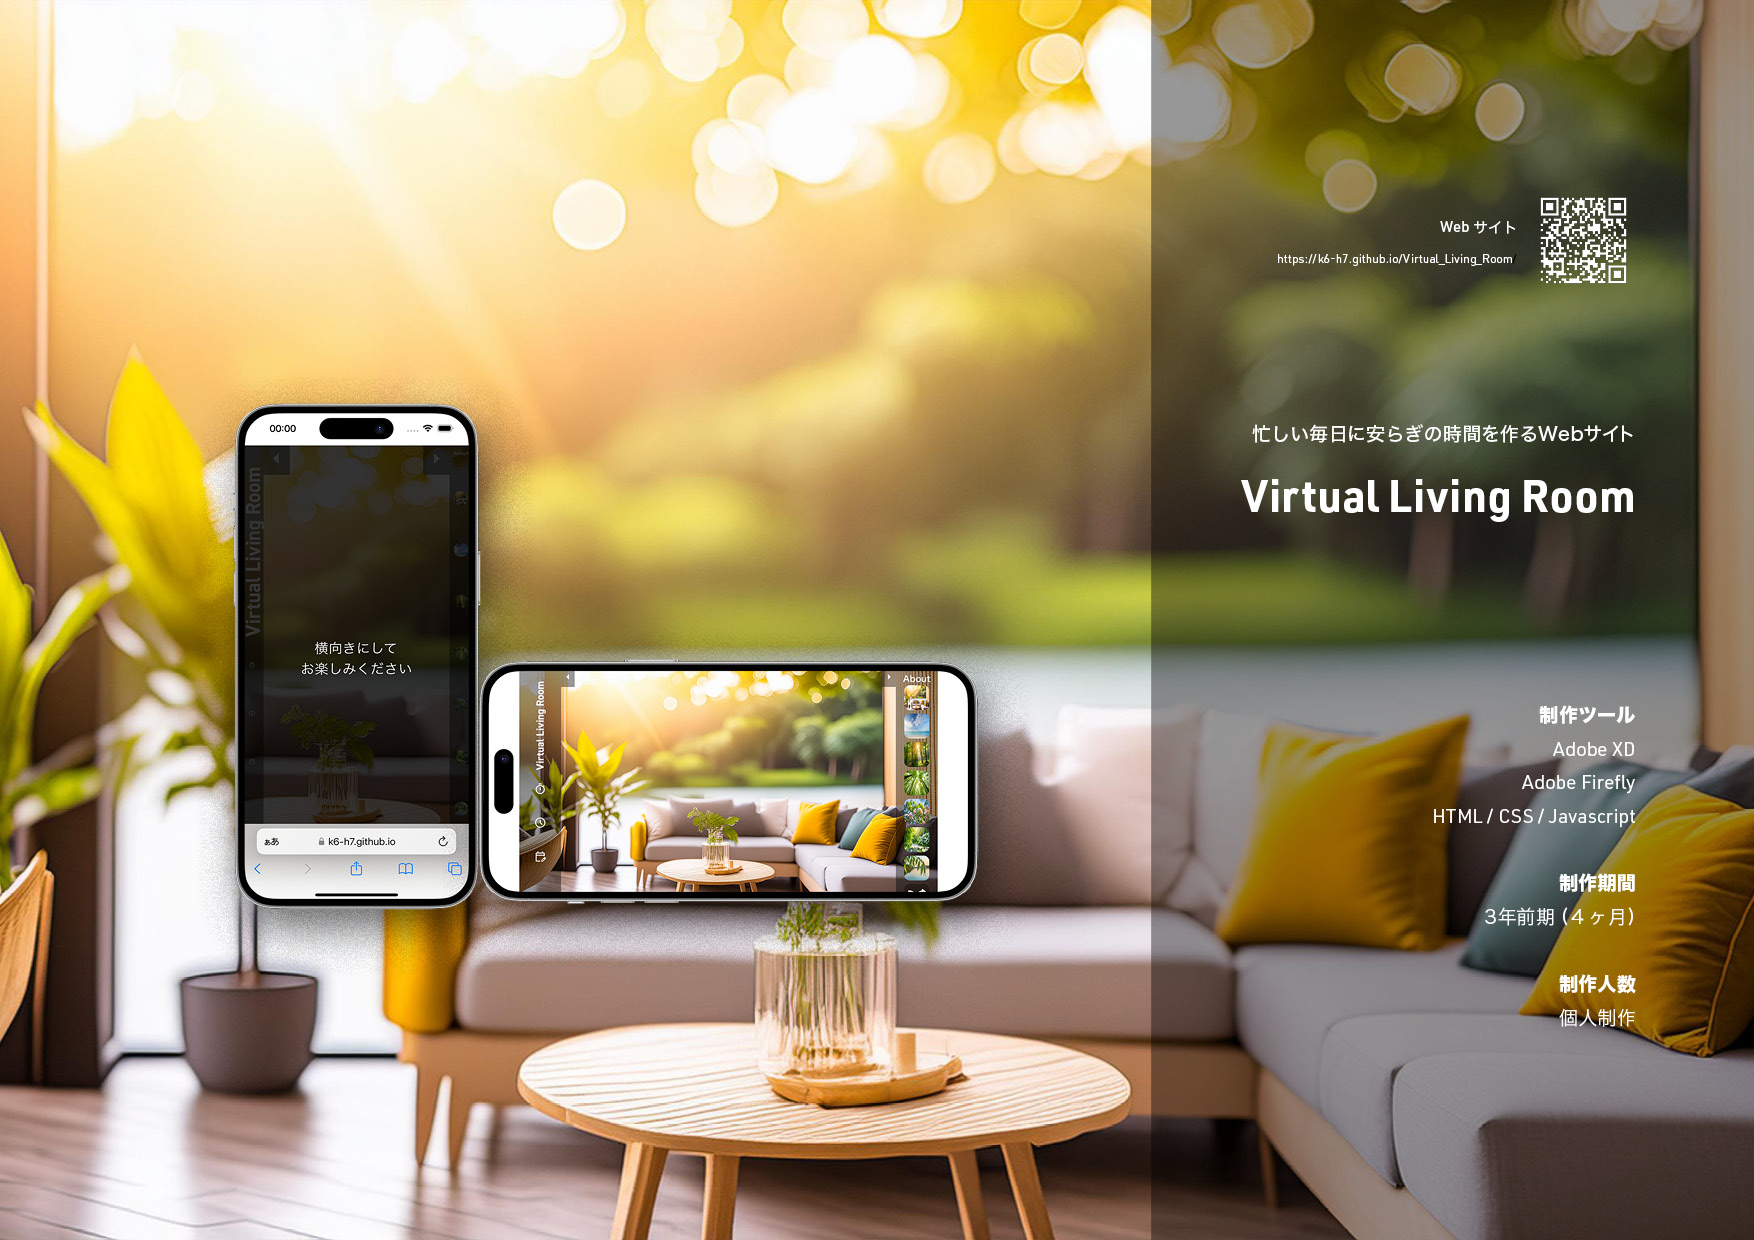 Web サイト
https://k6-h7.github.io/Virtual_Living_Room/
忙しい毎日に安らぎの時間を作るWebサイト
Virtual Living Room
制作ツール
Adobe XD
Adobe Firefly
HTML / CSS / Javascript
制作期間
3年前期 (４ヶ月)
制作人数
個人制作
00:00
Virtual Living Room
横向きにして
お楽しみください
ぁあ
k6-h7.github.io
Virtual Living Room
About